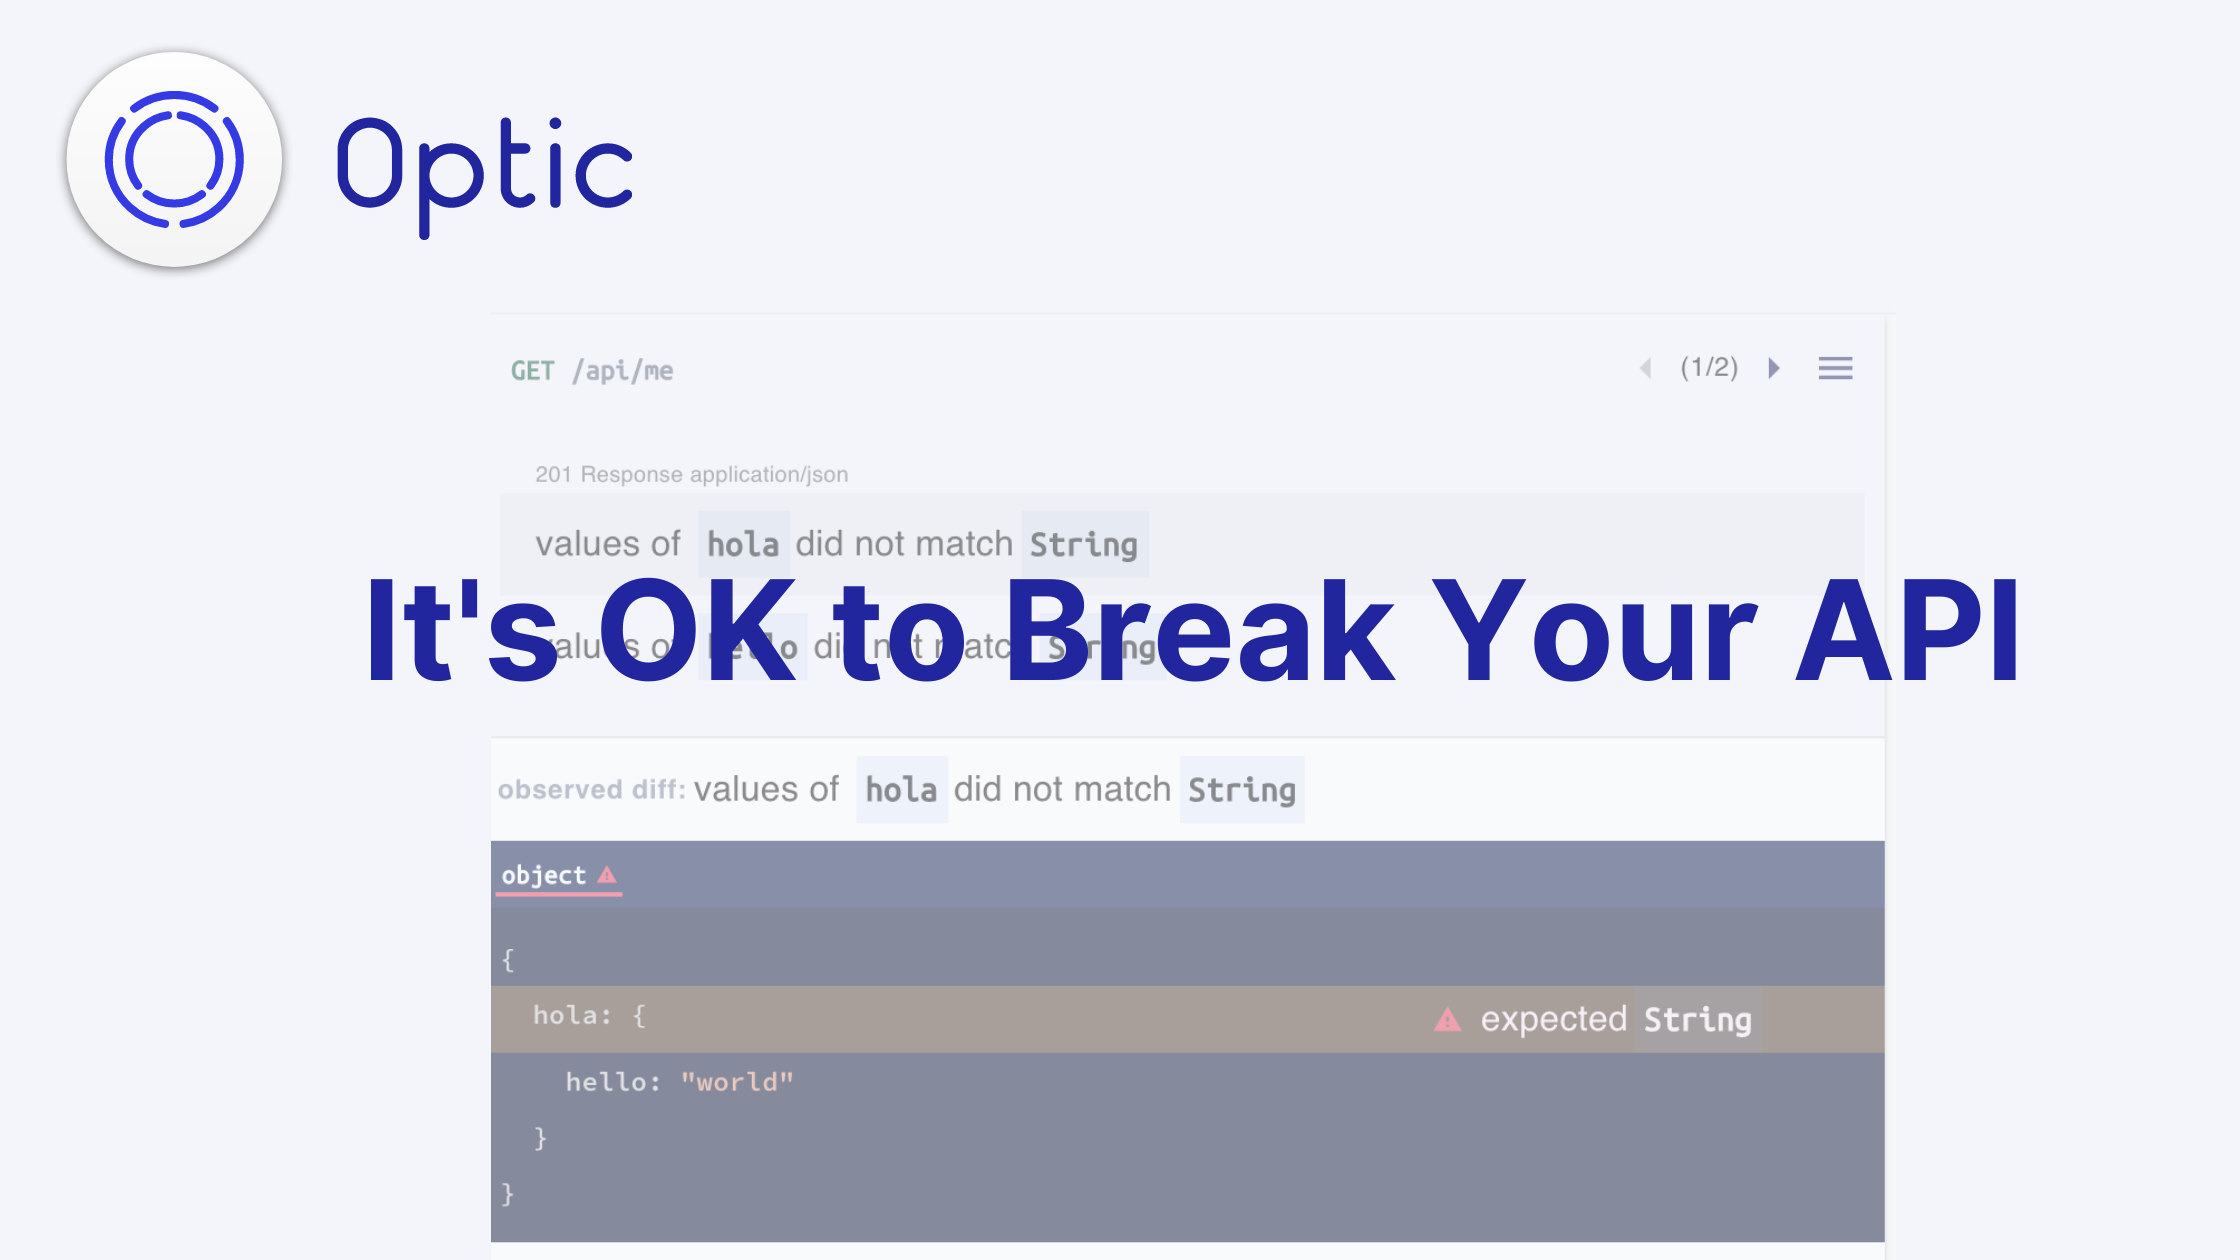 Optic
GET /api/me
(1/2)
201 Response application/json
values of hola did not match String
It's OK to Break Your API
values of hello did not match String
observed diff: values of hola did not match String
object
{
hola: {
expected String
hello: "world"
}
}